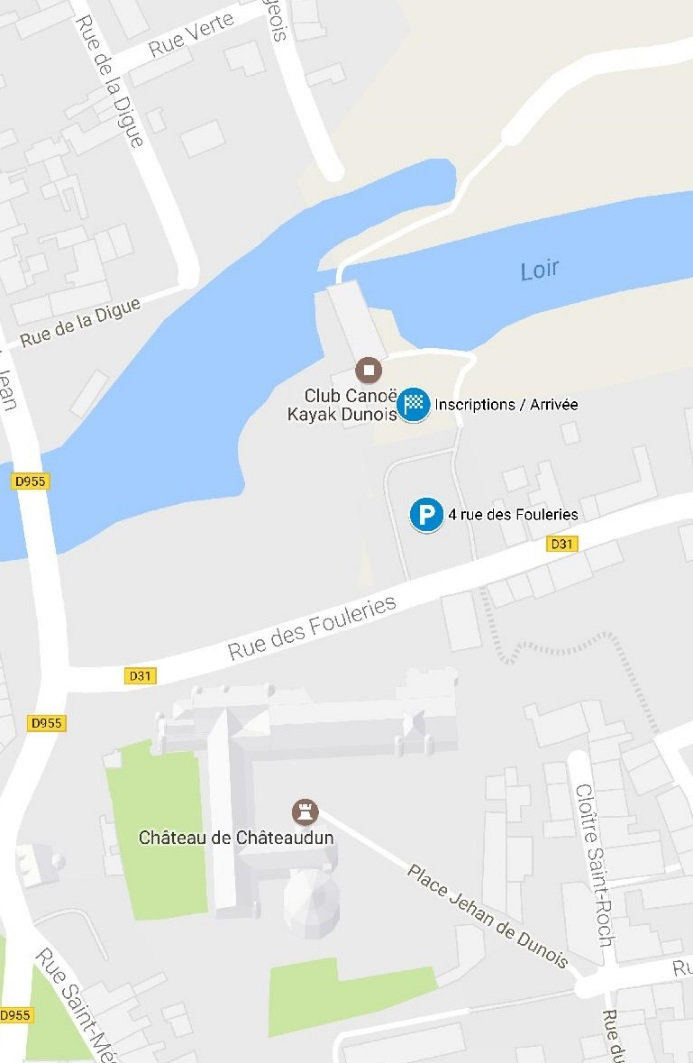 Rue Verte
geois
Rue de la Digue
Loir
Rue de la Digue
Jean
Club Canoë
Kayak Dunois
Inscriptions / Arrivée
D955
P
4 rue des Fouleries
D31
Rue des Fouleries
D31
D955
Château de Châteaudun
Cloître Saint-Roch
Place Jehan de Dunois
Rue Saint-Mé
Ru
D955
Rue du